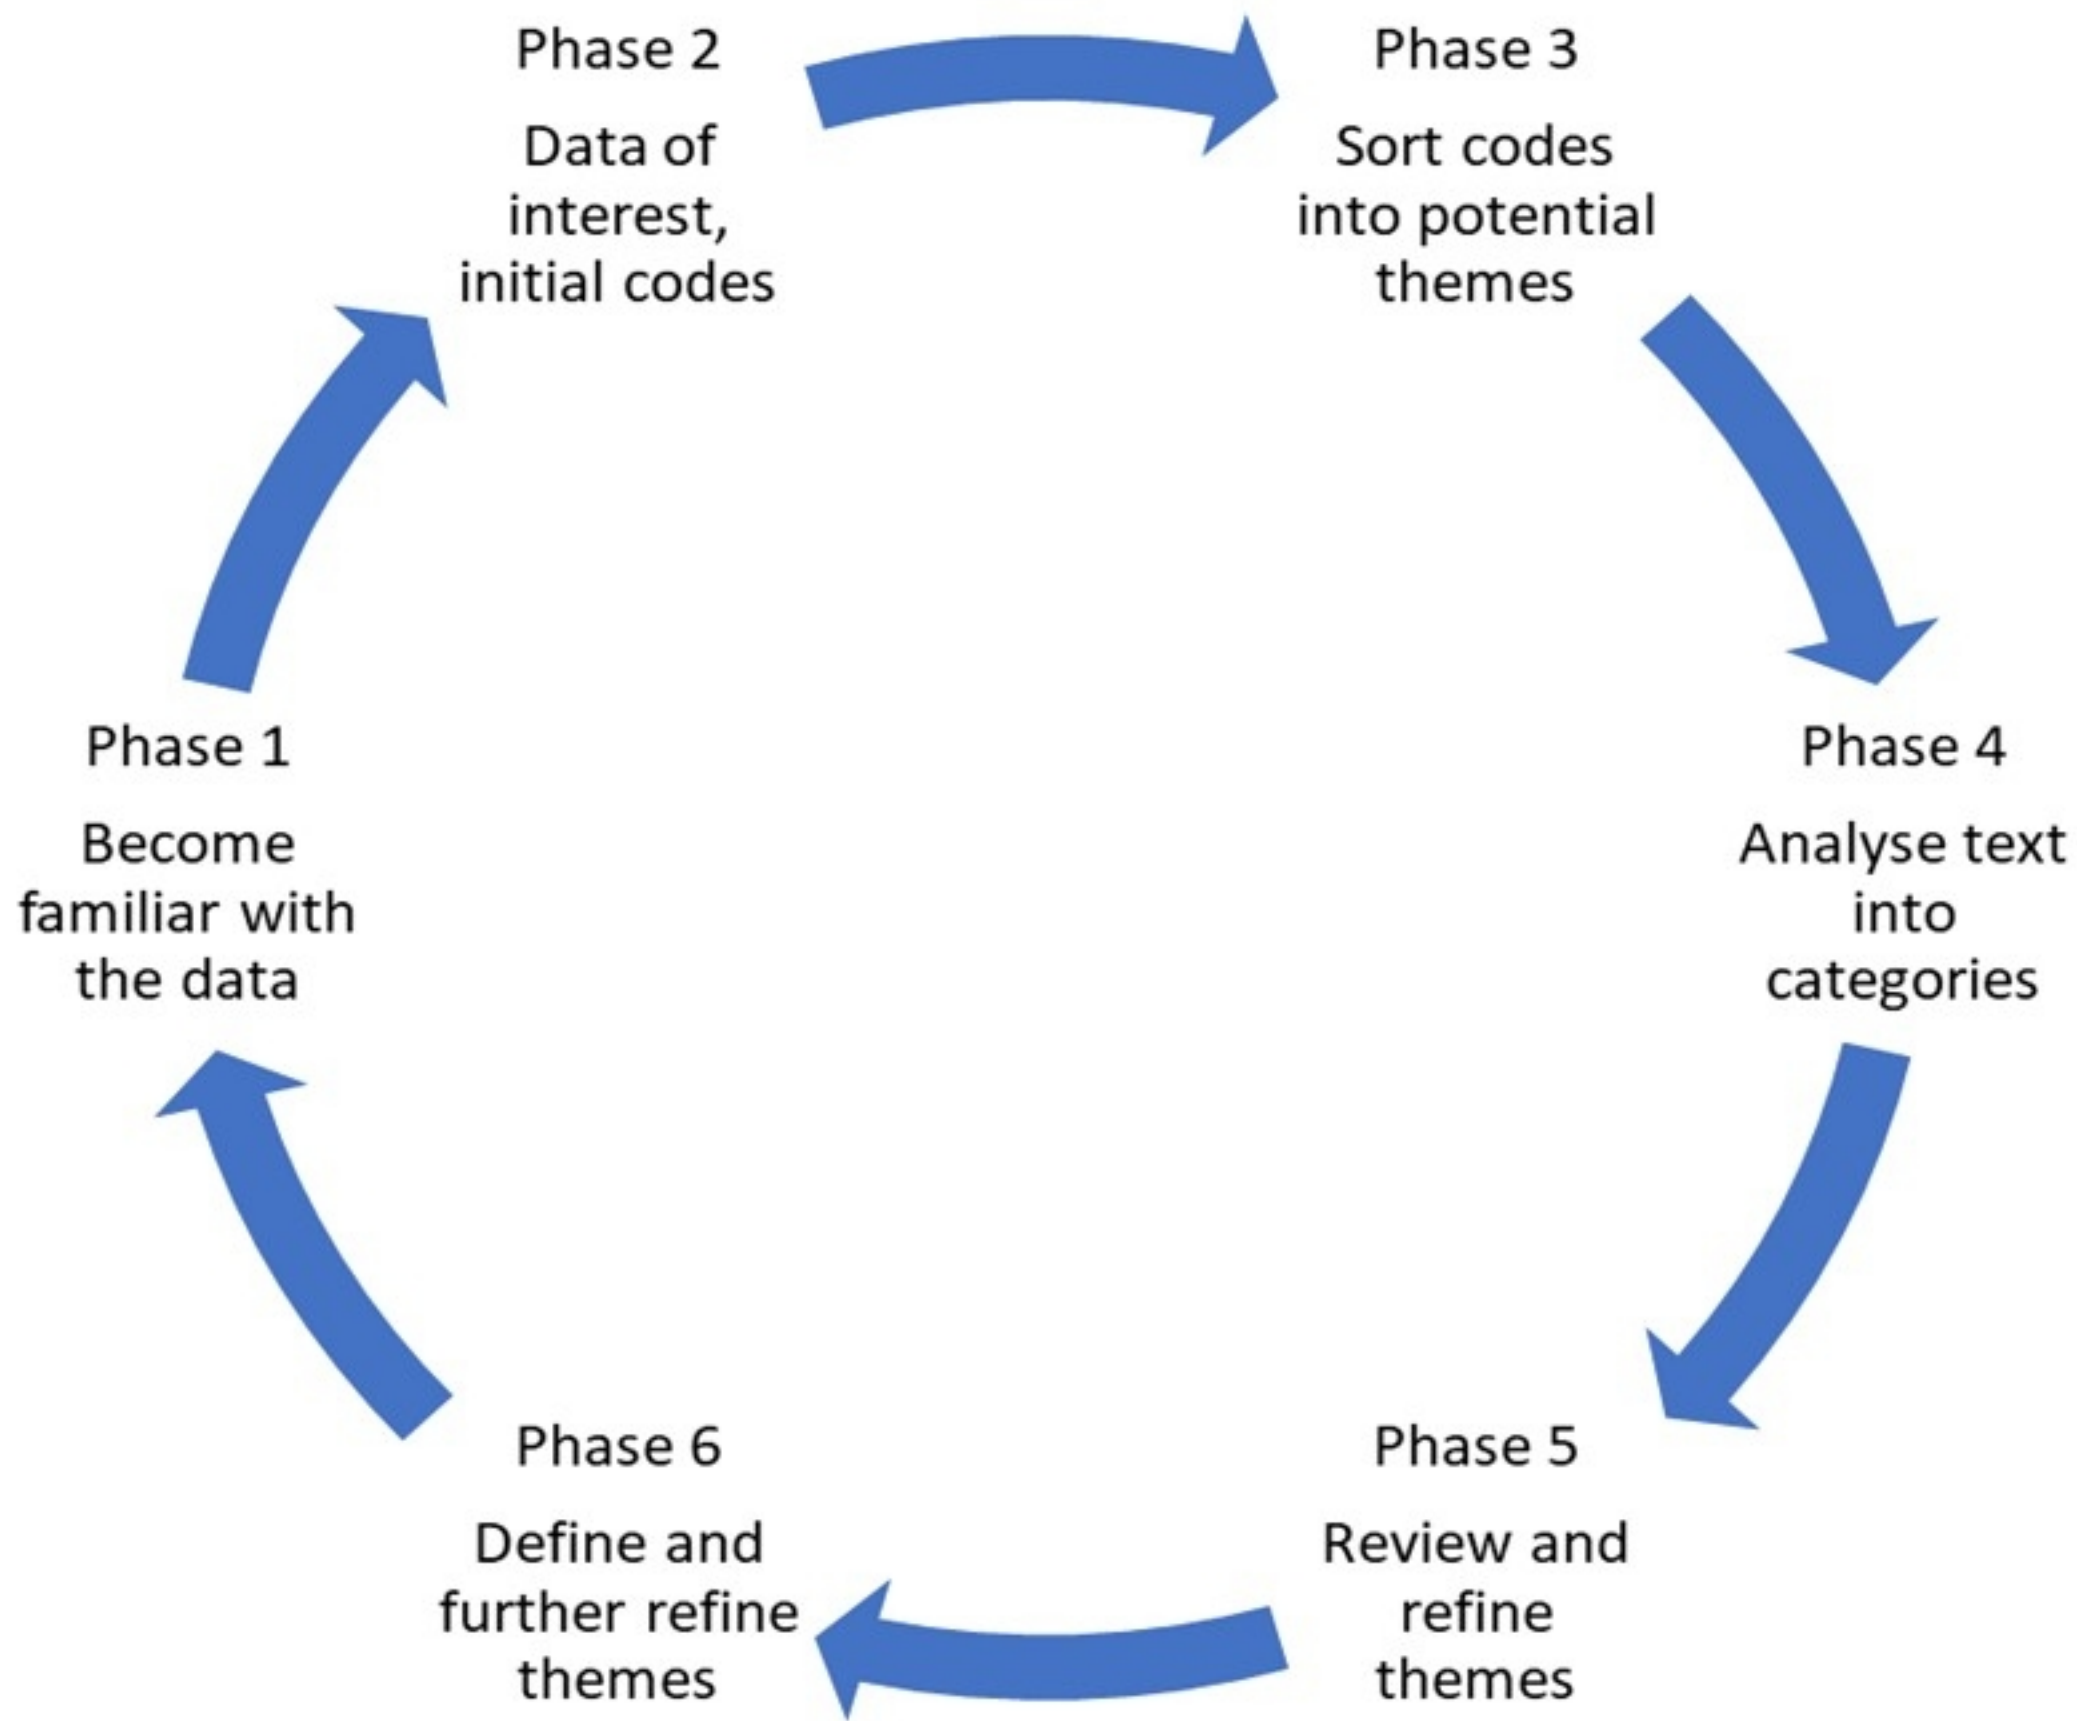 Phase 1
Become
familiar with
the data
Phase 2
Data of
interest,
initial codes
Phase 3
Sort codes
into potential
themes
Phase 4
Analyse text
into
categories
Phase 5
Review and
refine
themes
Phase 6
Define and
further refine
themes